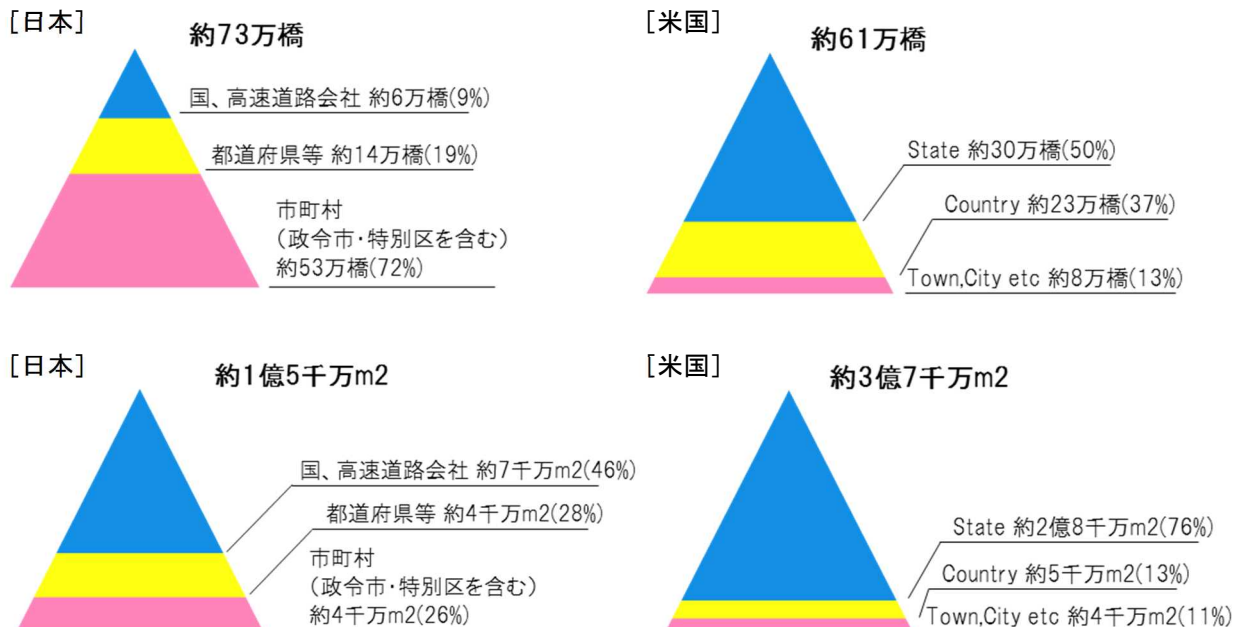 [日本]
約73万橋
国、高速道路会社 約6万橋(9%)
都道府県等 約14万橋(19%)
市町村
(政令市・特別区を含む)
約53万橋(72%)
[米国]
約61万橋
State 約30万橋(50%)
Country 約23万橋(37%)
Town,City etc 約8万橋(13%)
[日本]
約1億5千万m2
国、高速道路会社 約7千万m2(46%)
都道府県等 約4千万m2(28%)
市町村
(政令市・特別区を含む)
約4千万m2(26%)
[米国]
約3億7千万m2
State 約2億8千万m2(76%)
Country 約5千万m2(13%)
Town,City etc 約4千万m2(11%)